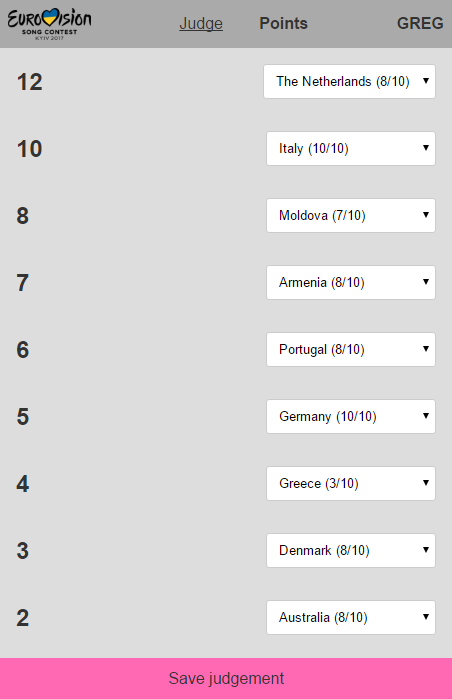 EUROVISION
SONG CONTEST
KYIV 2017
Judge Points GREG
12 The Netherlands (8/10)
10 Italy (10/10)
8 Moldova (7/10)
7 Armenia (8/10)
6 Portugal (8/10)
5 Germany (10/10)
4 Greece (3/10)
3 Denmark (8/10)
2 Australia (8/10)
Save judgement